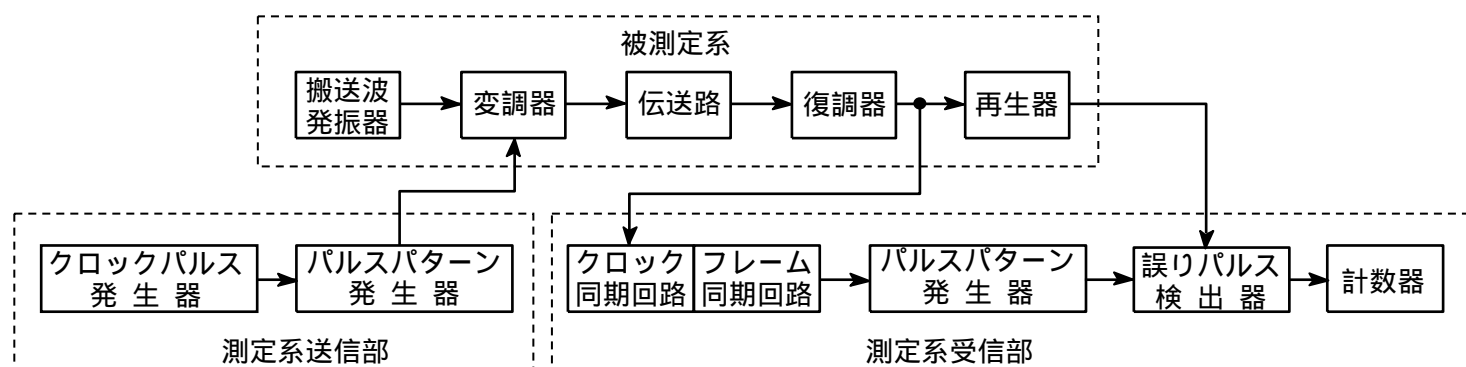 被測定系
搬送波
発振器
変調器
伝送路
復調器
再生器
クロックパルス
発生器
パルスパターン
発生器
測定系送信部
クロック
同期回路
フレーム
同期回路
パルスパターン
発生器
誤りパルス
検出器
計数器
測定系受信部